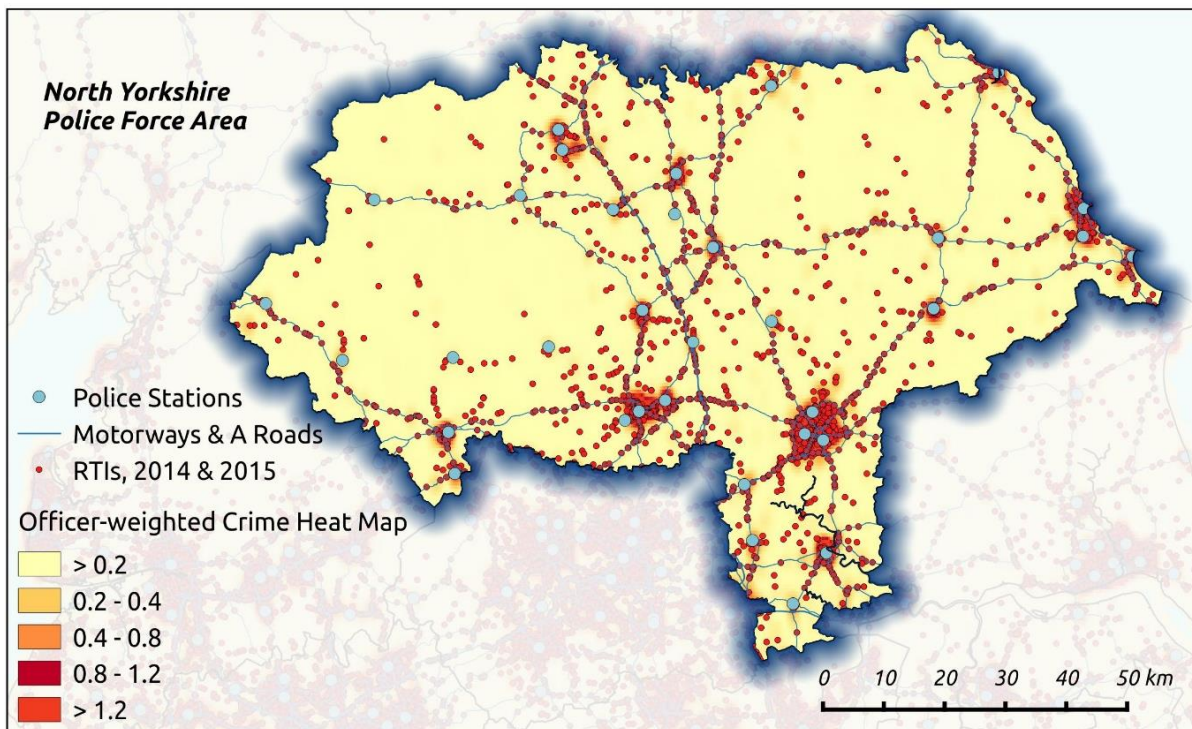 North Yorkshire
Police Force Area
Police Stations
Motorways & A Roads
RTIs, 2014 & 2015
Officer-weighted Crime Heat Map
> 0.2
0.2 - 0.4
0.4 - 0.8
0.8 - 1.2
> 1.2
0 10 20 30 40 50 km